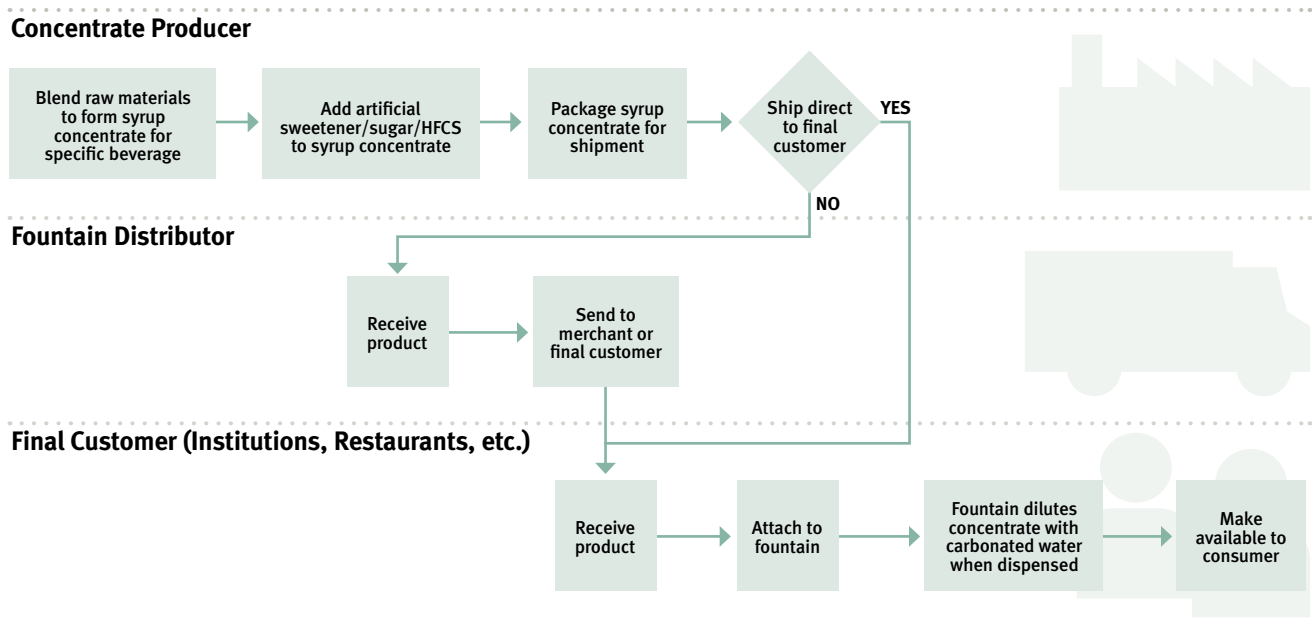 Concentrate Producer
Blend raw materials
to form syrup
concentrate for
specific beverage
Add artificial
sweetener/sugar/HFCS
to syrup concentrate
Package syrup
concentrate for
shipment
Ship direct
to final
customer
YES
NO
Fountain Distributor
Receive
product
Send to
merchant or
final customer
Final Customer (Institutions, Restaurants, etc.)
Receive
product
Attach to
fountain
Fountain dilutes
concentrate with
carbonated water
when dispensed
Make
available to
consumer